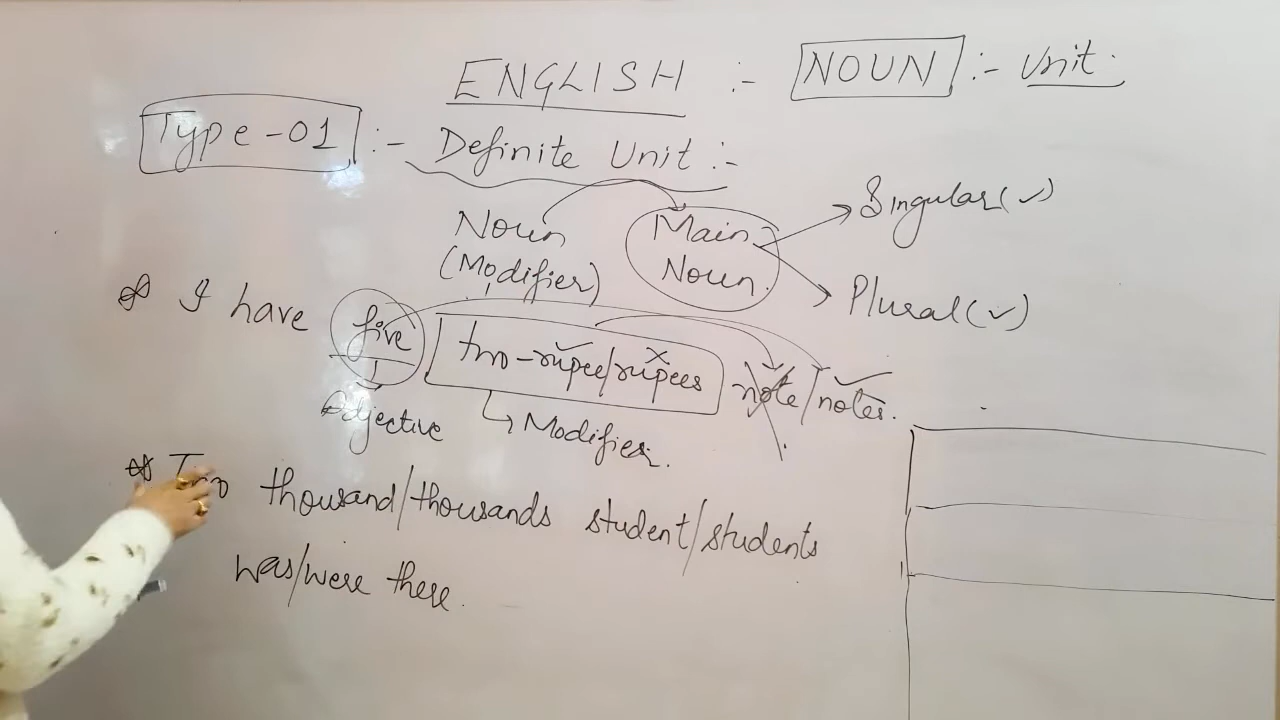 ENGLISH :- NOUN :- Unit.
Type-01 :- Definite Unit :-
Noun (Modifier)
Main Noun.
Singular (✓)
Plural (✓)
I have five two-rupee/rupees note/notes.
Adjective
Modifier.
Two thousand/thousands student/students
was/were there.